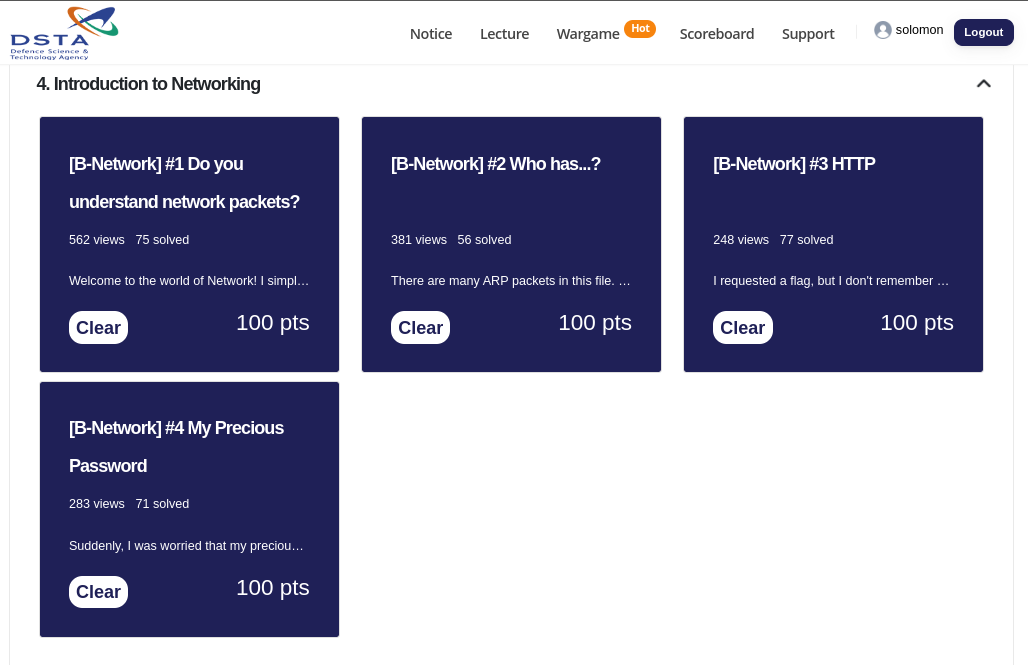 DSTA
Defence Science &
Technology Agency
Notice
Lecture
Wargame
Hot
Scoreboard
Support
solomon
Logout
4. Introduction to Networking
[B-Network] #1 Do you
understand network packets?
562 views 75 solved
Welcome to the world of Network! I simpl…
Clear
100 pts
[B-Network] #2 Who has...?
381 views 56 solved
There are many ARP packets in this file. …
Clear
100 pts
[B-Network] #3 HTTP
248 views 77 solved
I requested a flag, but I don't remember …
Clear
100 pts
[B-Network] #4 My Precious
Password
283 views 71 solved
Suddenly, I was worried that my preciou…
Clear
100 pts